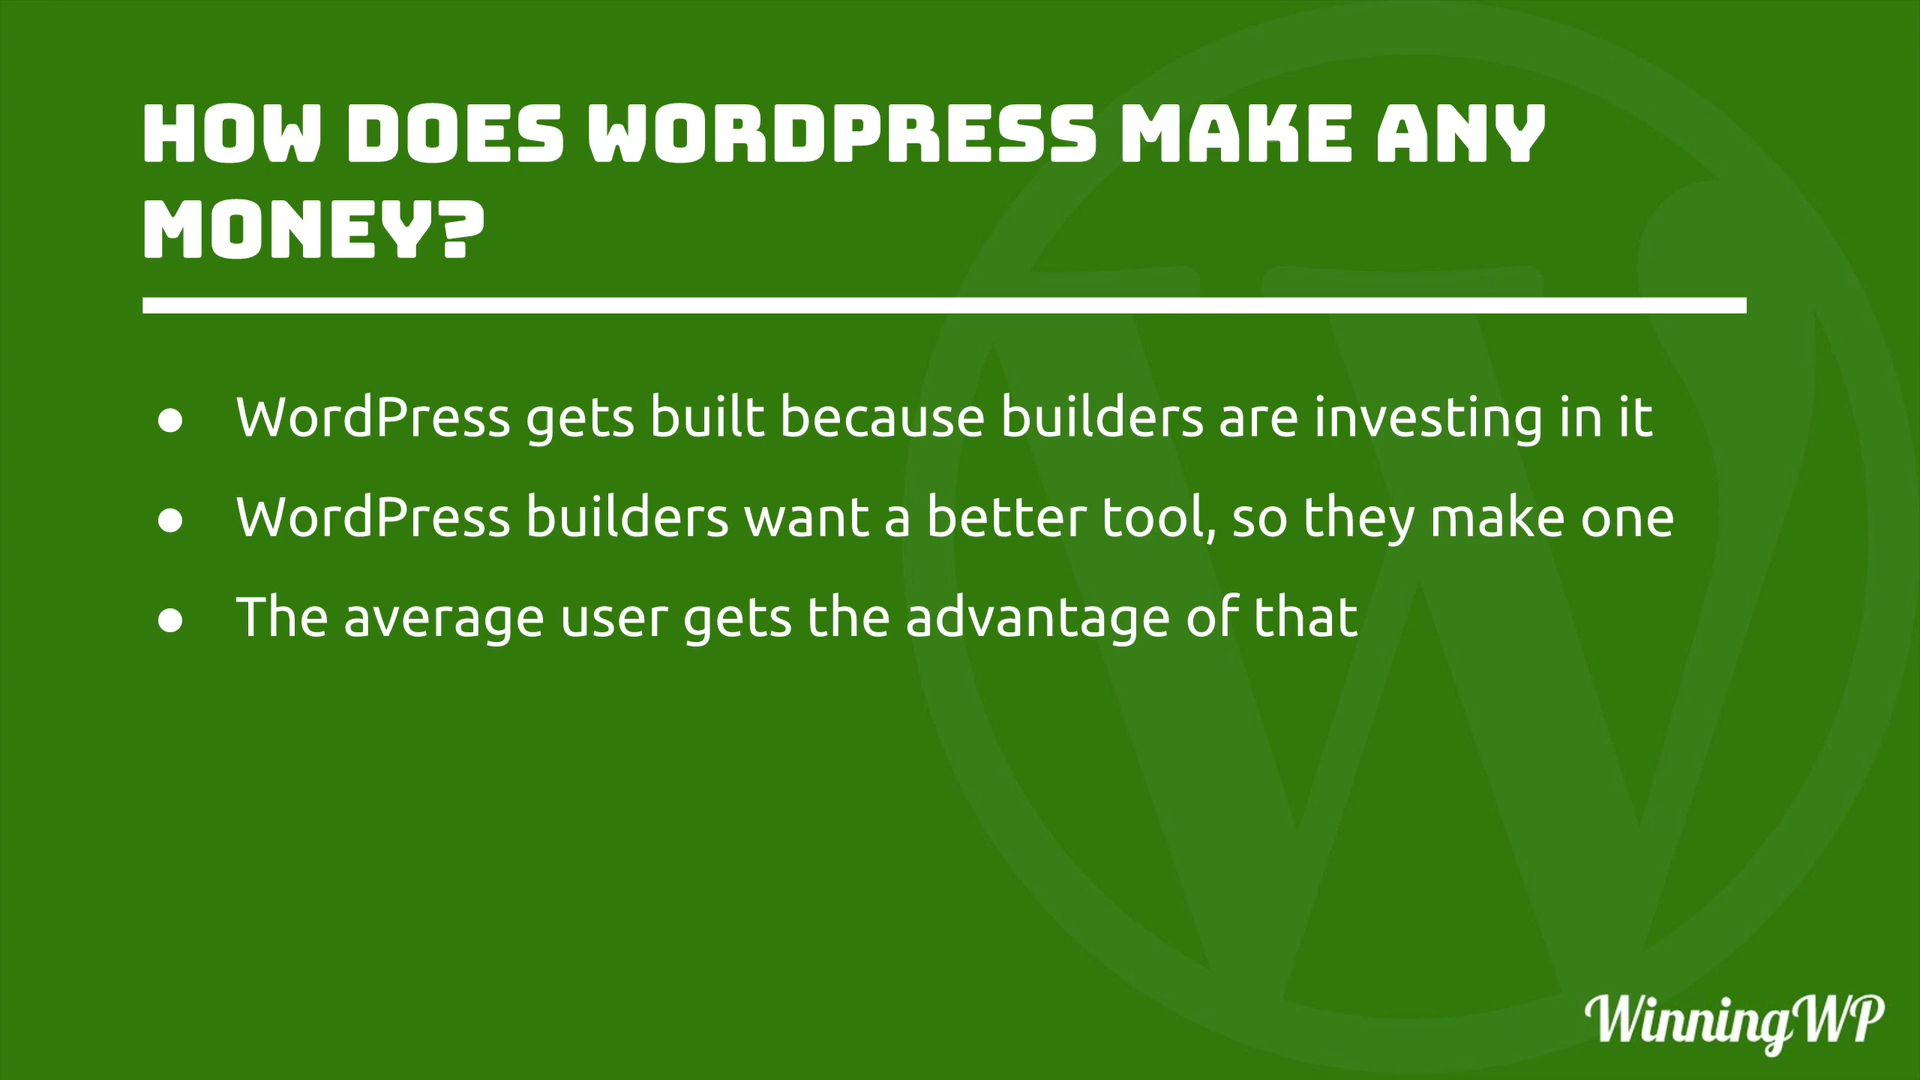 HOW DOES WORDPRESS MAKE ANY
MONEY?
● WordPress gets built because builders are investing in it
● WordPress builders want a better tool, so they make one
● The average user gets the advantage of that
WinningWP